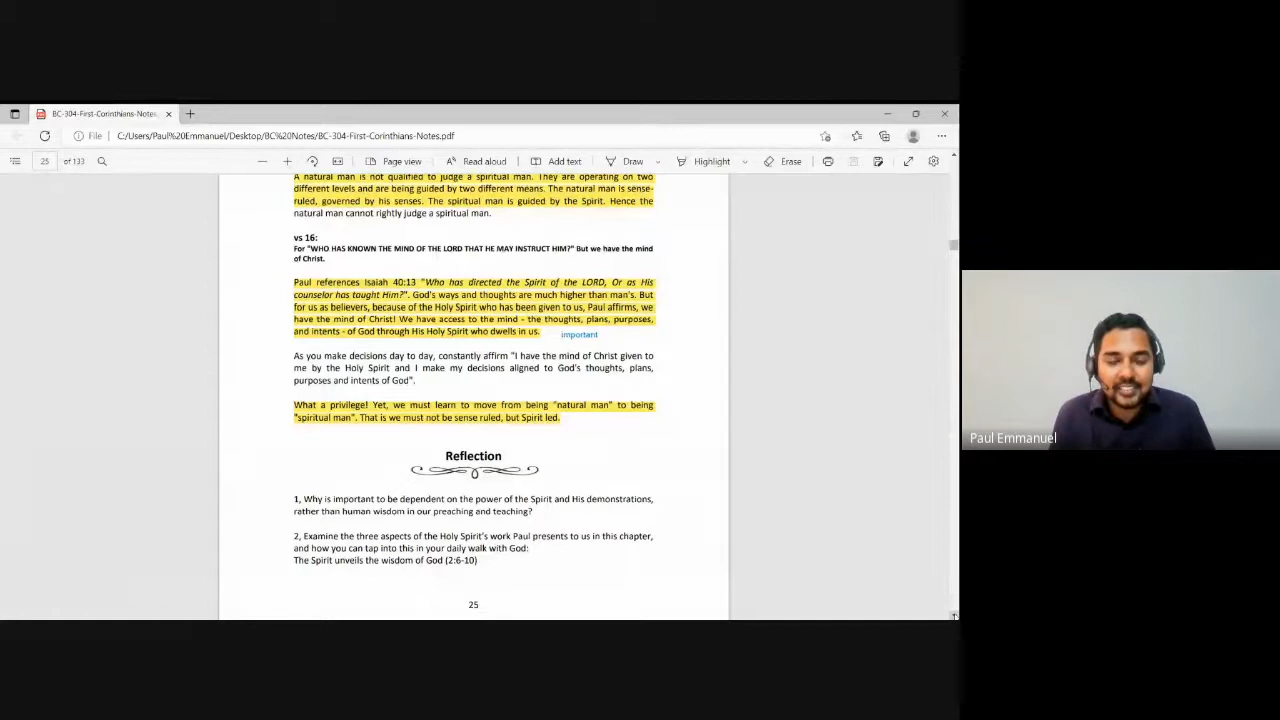 BC-304-First-Corinthians-Notes.
File
C:/Users/Paul%20Emmanuel/Desktop/BC%20Notes/BC-304-First-Corinthians-Notes.pdf
25 of 133
Page view
Read aloud
Add text
Draw
Highlight
Erase
A natural man is not qualified to judge a spiritual man. They are operating on two
different levels and are being guided by two different means. The natural man is sense-
ruled, governed by his senses. The spiritual man is guided by the Spirit. Hence the
natural man cannot rightly judge a spiritual man.
vs 16:
For "WHO HAS KNOWN THE MIND OF THE LORD THAT HE MAY INSTRUCT HIM?" But we have the mind
of Christ.
Paul references Isaiah 40:13 "Who has directed the Spirit of the LORD, Or as His
counselor has taught Him?". God's ways and thoughts are much higher than man's. But
for us as believers, because of the Holy Spirit who has been given to us, Paul affirms, we
have the mind of Christ! We have access to the mind - the thoughts, plans, purposes,
and intents - of God through His Holy Spirit who dwells in us.
important
As you make decisions day to day, constantly affirm "I have the mind of Christ given to
me by the Holy Spirit and I make my decisions aligned to God's thoughts, plans,
purposes and intents of God".
What a privilege! Yet, we must learn to move from being "natural man" to being
"spiritual man". That is we must not be sense ruled, but Spirit led.
Reflection
1, Why is important to be dependent on the power of the Spirit and His demonstrations,
rather than human wisdom in our preaching and teaching?
2, Examine the three aspects of the Holy Spirit's work Paul presents to us in this chapter,
and how you can tap into this in your daily walk with God:
The Spirit unveils the wisdom of God (2:6-10)
25
Paul Emmanuel